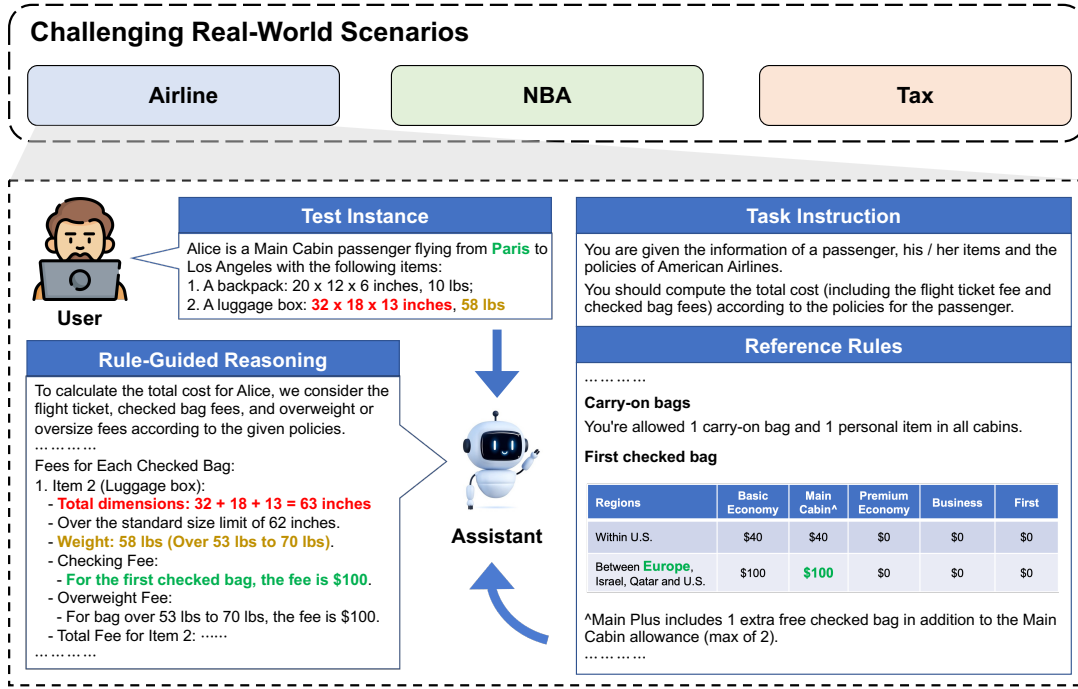 Challenging Real-World Scenarios
Airline
NBA
Tax
Test Instance
Alice is a Main Cabin passenger flying from Paris to
Los Angeles with the following items:
1. A backpack: 20 x 12 x 6 inches, 10 lbs;
2. A luggage box: 32 x 18 x 13 inches, 58 lbs
User
Rule-Guided Reasoning
To calculate the total cost for Alice, we consider the
flight ticket, checked bag fees, and overweight or
oversize fees according to the given policies.
…………
Fees for Each Checked Bag:
1. Item 2 (Luggage box):
- Total dimensions: 32 + 18 + 13 = 63 inches
- Over the standard size limit of 62 inches.
- Weight: 58 lbs (Over 53 lbs to 70 lbs).
- Checking Fee:
- For the first checked bag, the fee is $100.
- Overweight Fee:
- For bag over 53 lbs to 70 lbs, the fee is $100.
- Total Fee for Item 2: ……
…………
Assistant
Task Instruction
You are given the information of a passenger, his / her items and the
policies of American Airlines.
You should compute the total cost (including the flight ticket fee and
checked bag fees) according to the policies for the passenger.
Reference Rules
…………
Carry-on bags
You're allowed 1 carry-on bag and 1 personal item in all cabins.
First checked bag
Regions Basic Economy Main Cabin^ Premium Economy Business First
Within U.S. $40 $40 $0 $0 $0
Between Europe, Israel, Qatar and U.S. $100 $100 $0 $0 $0
^Main Plus includes 1 extra free checked bag in addition to the Main
Cabin allowance (max of 2).
…………